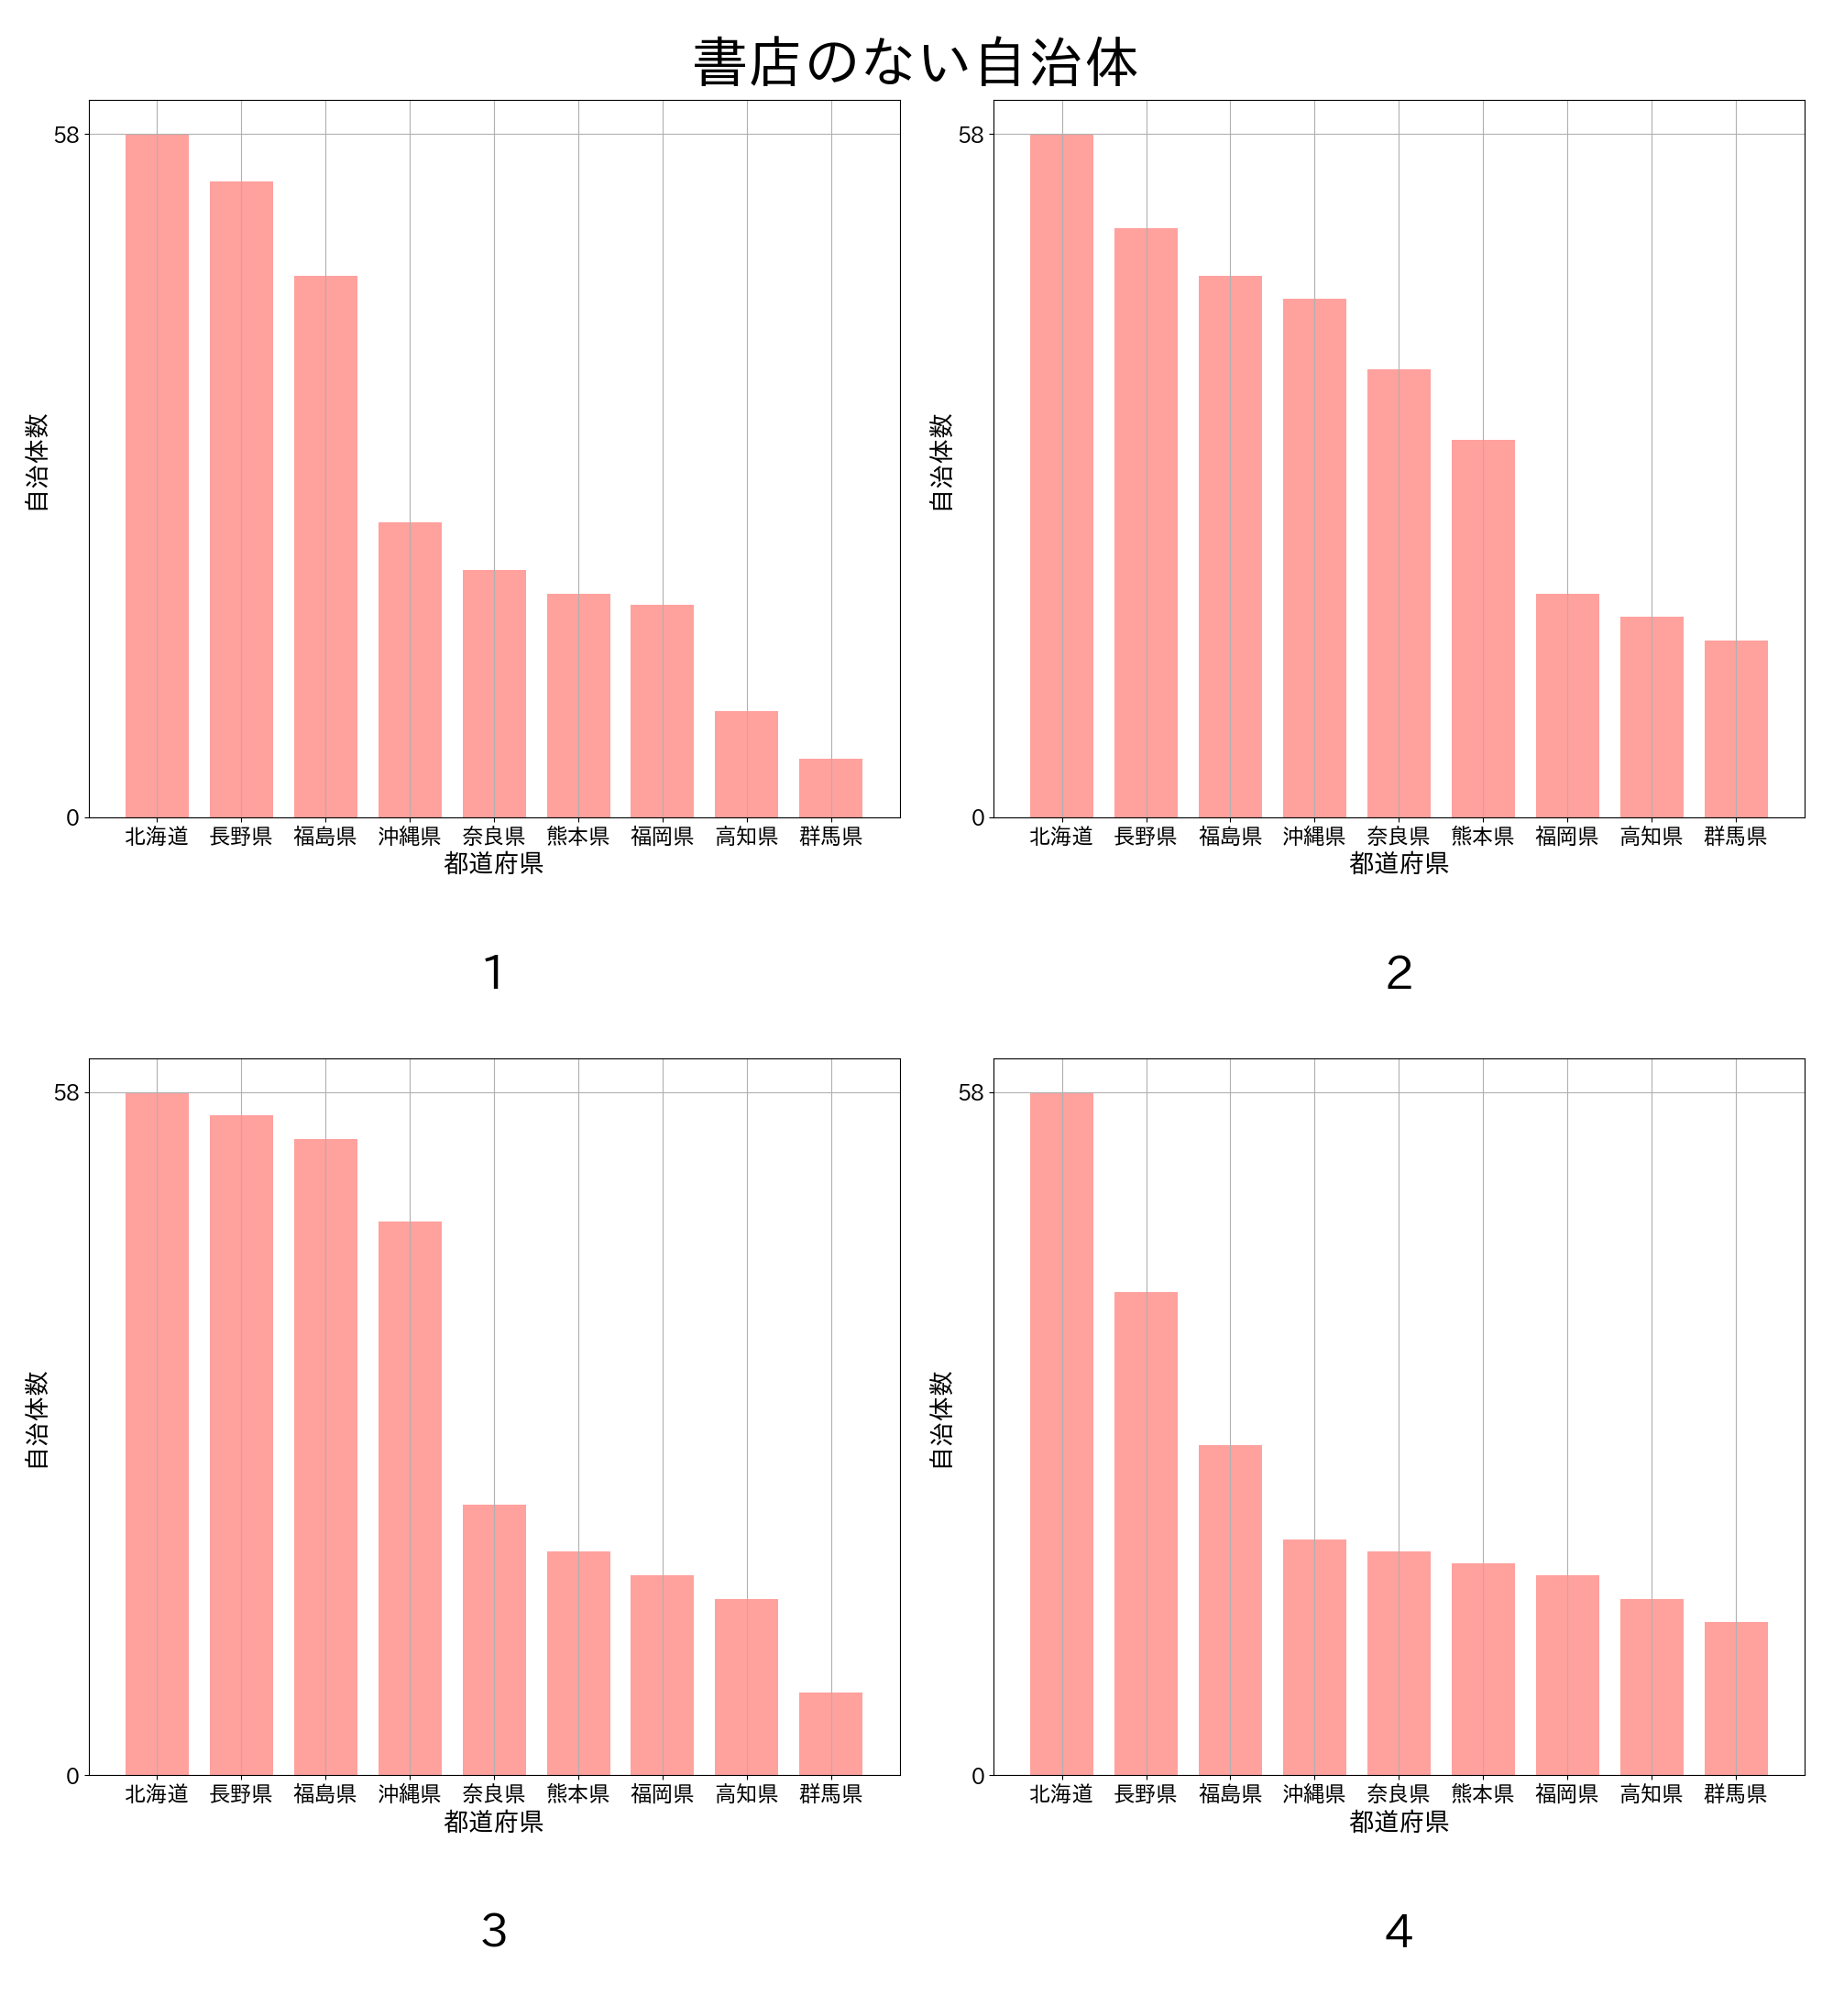 書店のない自治体
58
0
自治体数
北海道 長野県 福島県 沖縄県 奈良県 熊本県 福岡県 高知県 群馬県
都道府県
1
58
0
自治体数
北海道 長野県 福島県 沖縄県 奈良県 熊本県 福岡県 高知県 群馬県
都道府県
2
58
0
自治体数
北海道 長野県 福島県 沖縄県 奈良県 熊本県 福岡県 高知県 群馬県
都道府県
3
58
0
自治体数
北海道 長野県 福島県 沖縄県 奈良県 熊本県 福岡県 高知県 群馬県
都道府県
4